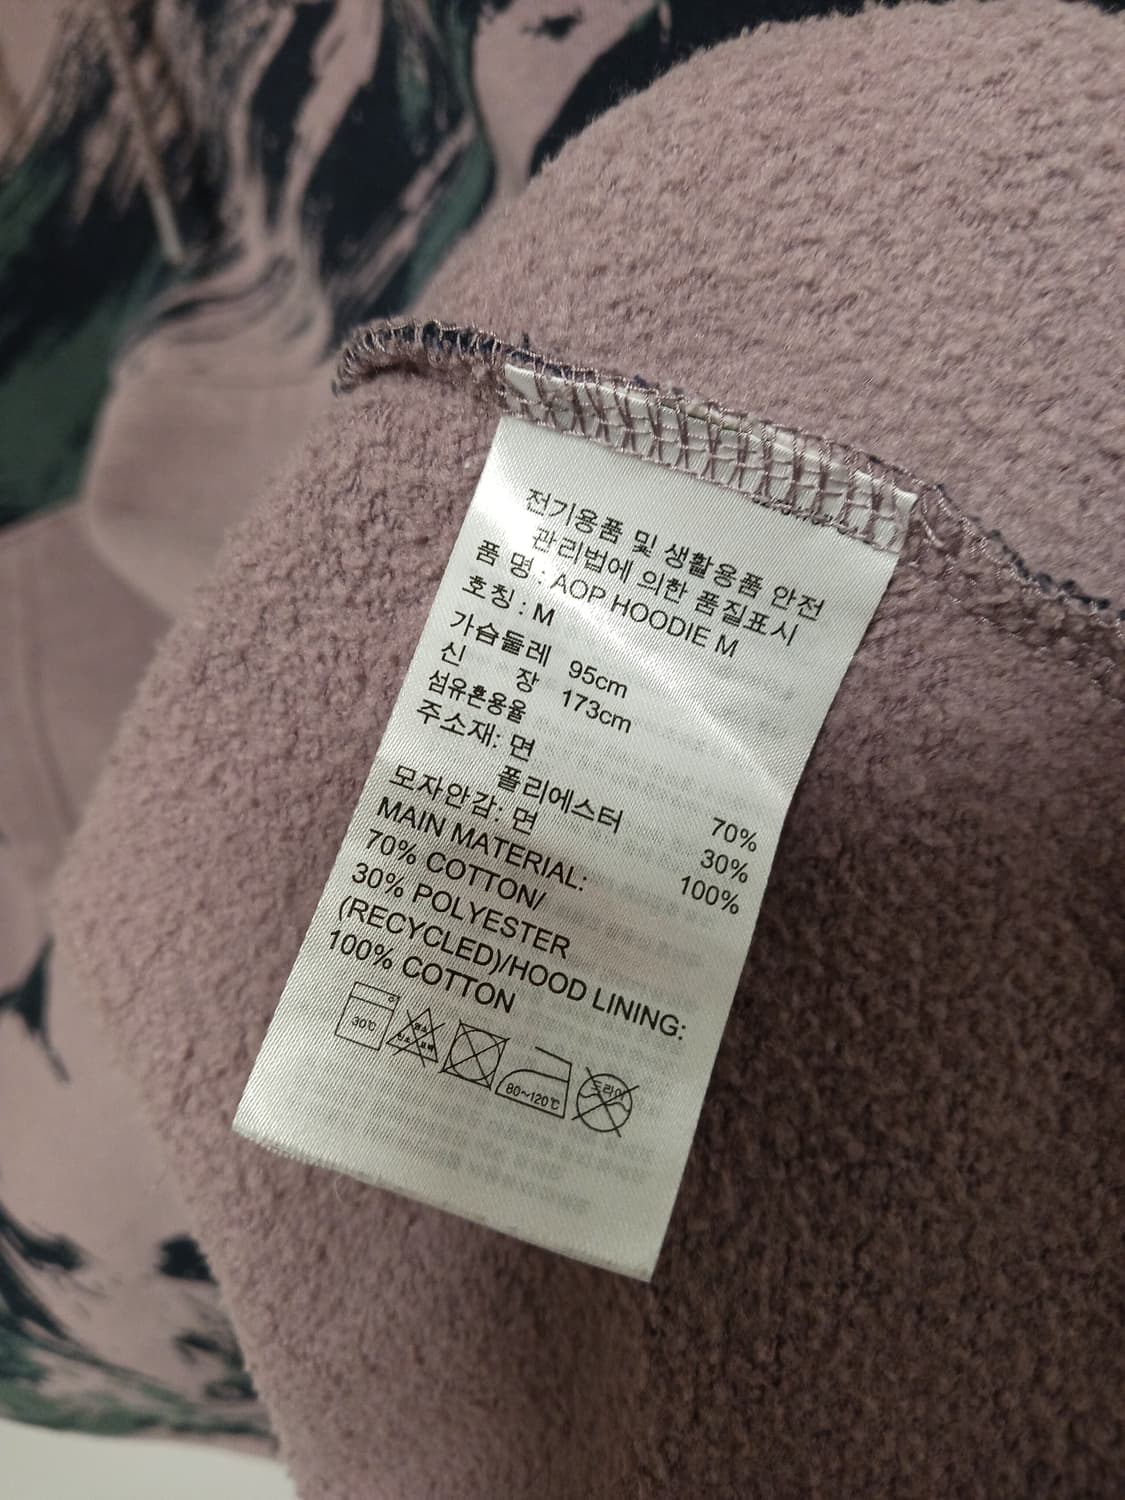 전기용품 및 생활용품 안전
관리법에 의한 품질표시
품 명 : AOP HOODIE M
호칭 : M
가슴둘레 95cm
신 장 173cm
섬유혼용율
주소재: 면 70%
폴리에스터 30%
모자안감: 면 100%
MAIN MATERIAL:
70% COTTON/
30% POLYESTER
(RECYCLED)/HOOD LINING:
100% COTTON
30℃ 80~120℃ 드라이